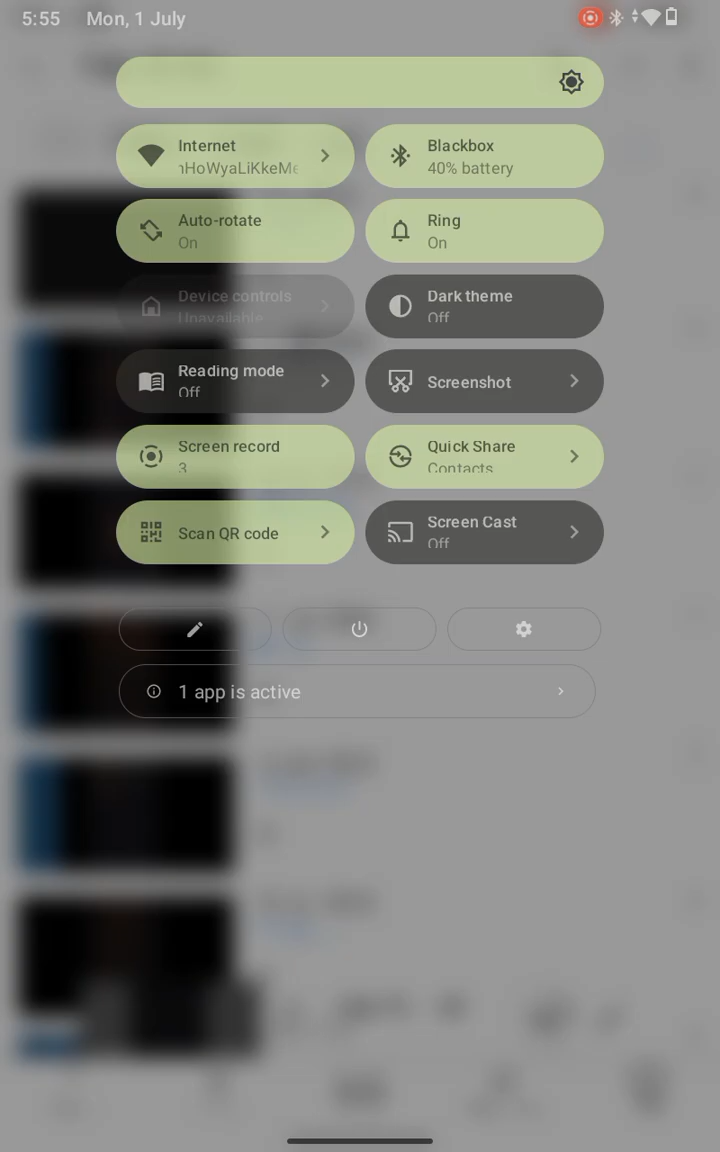 5:55 Mon, 1 July
Internet
Blackbox
40% battery
Auto-rotate
On
Ring
On
Device controls
Unavailable
Dark theme
Off
Reading mode
Off
Screenshot
Screen record
3
Quick Share
Contacts
Scan QR code
Screen Cast
Off
1 app is active